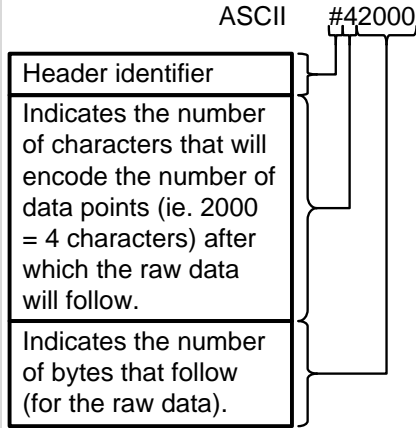 ASCII #42000
Header identifier
Indicates the number
of characters that will
encode the number of
data points (ie. 2000
= 4 characters) after
which the raw data
will follow.
Indicates the number
of bytes that follow
(for the raw data).